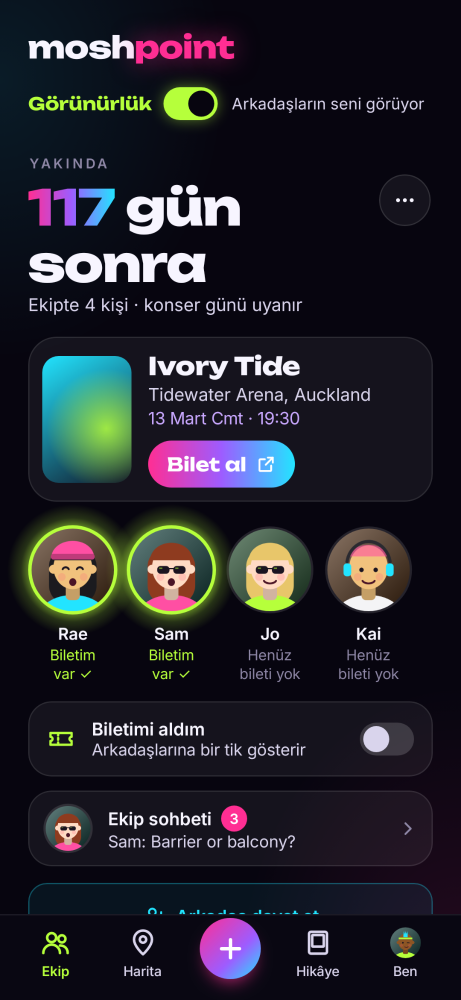 moshpoint
Görünürlük
Arkadaşların seni görüyor
YAKINDA
117 gün
sonra
Ekipte 4 kişi · konser günü uyanır
Ivory Tide
Tidewater Arena, Auckland
13 Mart Cmt · 19:30
Bilet al
Rae
Biletim
var ✓
Sam
Biletim
var ✓
Jo
Henüz
bileti yok
Kai
Henüz
bileti yok
Biletimi aldım
Arkadaşlarına bir tik gösterir
Ekip sohbeti 3
Sam: Barrier or balcony?
Ekip
Harita
Hikâye
Ben